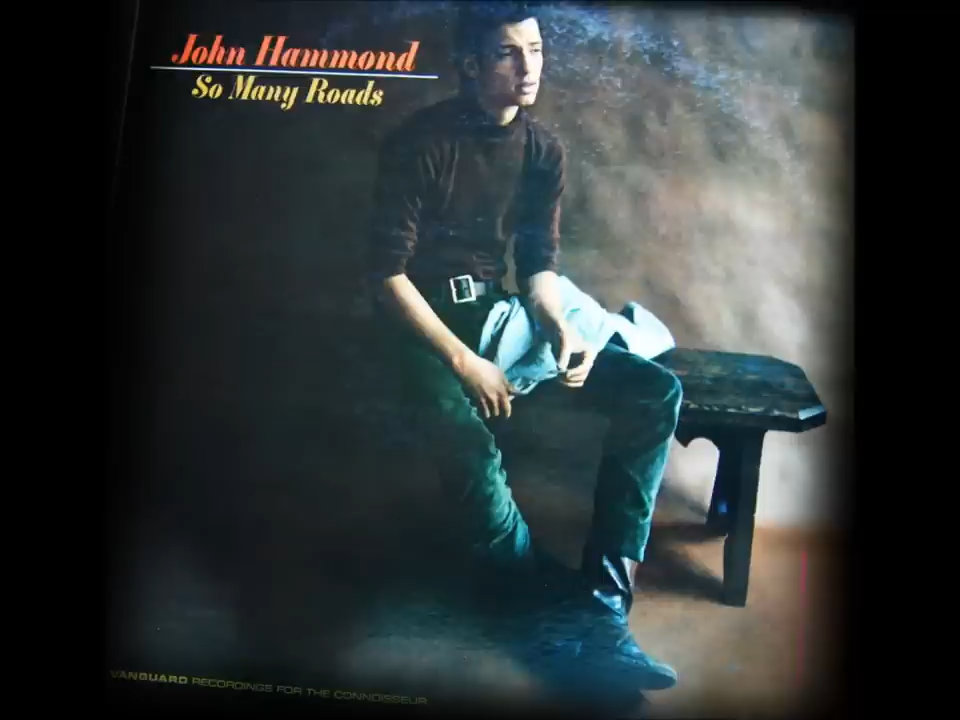 John Hammond
So Many Roads
VANGUARD RECORDINGS FOR THE CONNOISSEUR